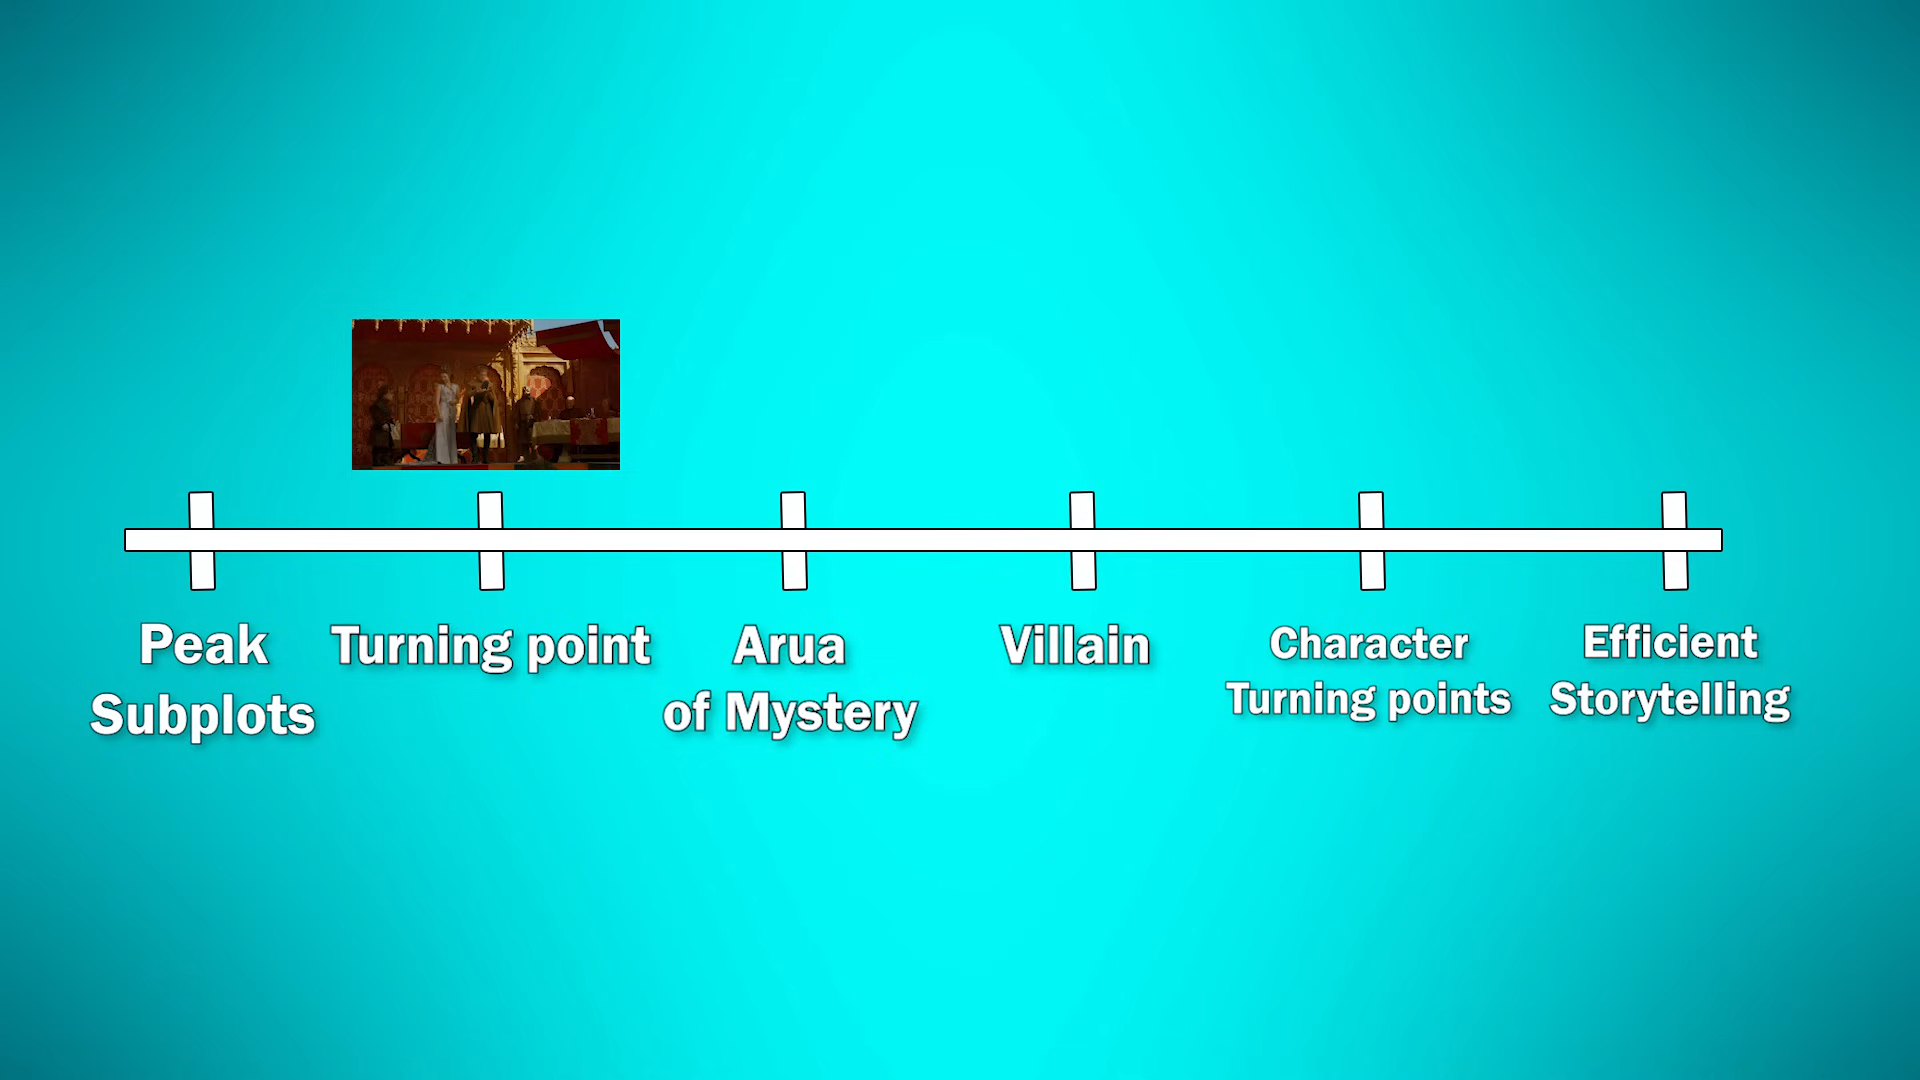 Peak
Subplots
Turning point
Arua
of Mystery
Villain
Character
Turning points
Efficient
Storytelling